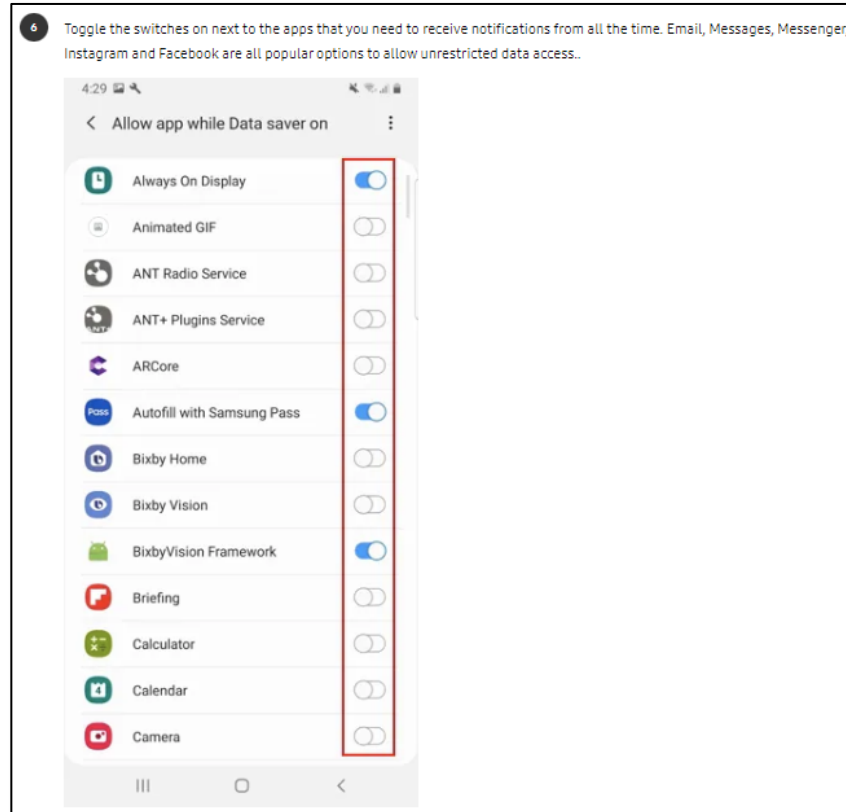 6 Toggle the switches on next to the apps that you need to receive notifications from all the time. Email, Messages, Messenger,
Instagram and Facebook are all popular options to allow unrestricted data access..
4:29
Allow app while Data saver on
Always On Display
Animated GIF
ANT Radio Service
ANT+ Plugins Service
ARCore
Pass Autofill with Samsung Pass
Bixby Home
Bixby Vision
BixbyVision Framework
Briefing
Calculator
4 Calendar
Camera